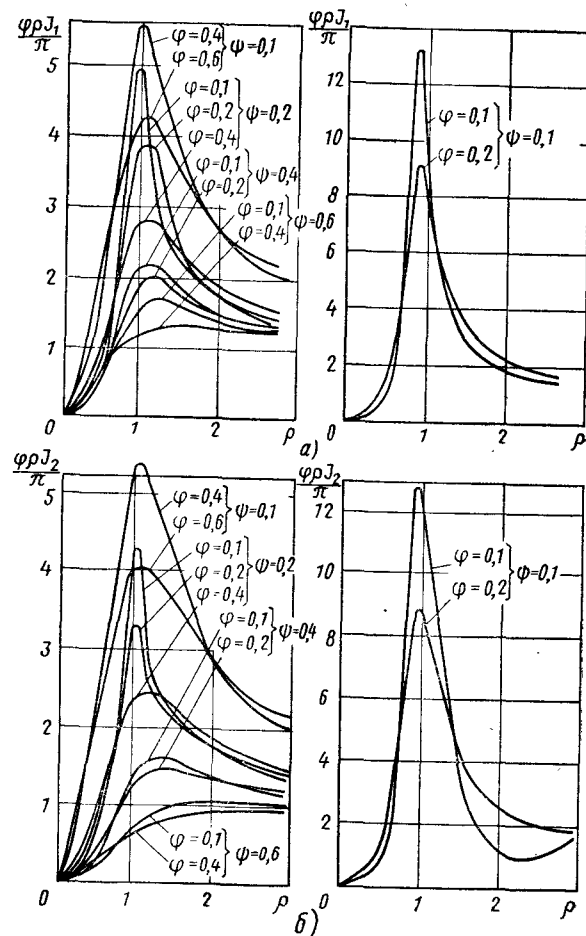 φρJ₁/π
5
4
3
2
1
0
1
2
ρ
φ=0,4
φ=0,6 } ψ=0,1
φ=0,1
φ=0,2
φ=0,4 } ψ=0,2
φ=0,1
φ=0,2 } ψ=0,4
φ=0,1
φ=0,4 } ψ=0,6
φρJ₁/π
12
10
8
6
4
2
0
1
2
ρ
φ=0,1
φ=0,2 } ψ=0,1
а)
φρJ₂/π
5
4
3
2
1
0
1
2
ρ
φ=0,4
φ=0,6 } ψ=0,1
φ=0,1
φ=0,2
φ=0,4 } ψ=0,2
φ=0,1
φ=0,2 } ψ=0,4
φ=0,1
φ=0,4 } ψ=0,6
φρJ₂/π
12
10
8
6
4
2
0
1
2
ρ
φ=0,1
φ=0,2 } ψ=0,1
б)